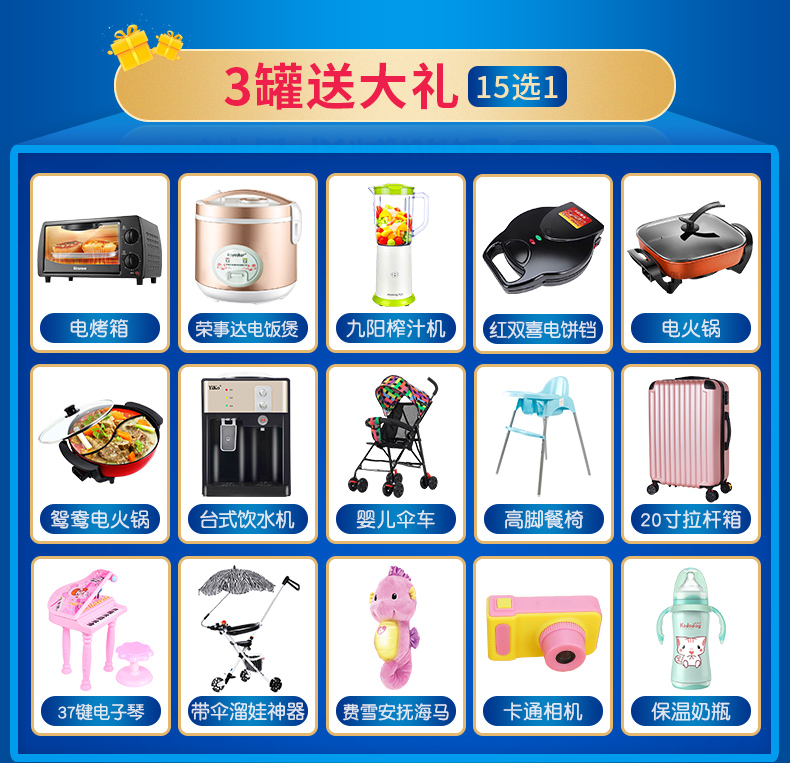 3罐送大礼 15选1
电烤箱
荣事达电饭煲
九阳榨汁机
红双喜电饼铛
电火锅
鸳鸯电火锅
台式饮水机
婴儿伞车
高脚餐椅
20寸拉杆箱
37键电子琴
带伞溜娃神器
费雪安抚海马
卡通相机
保温奶瓶